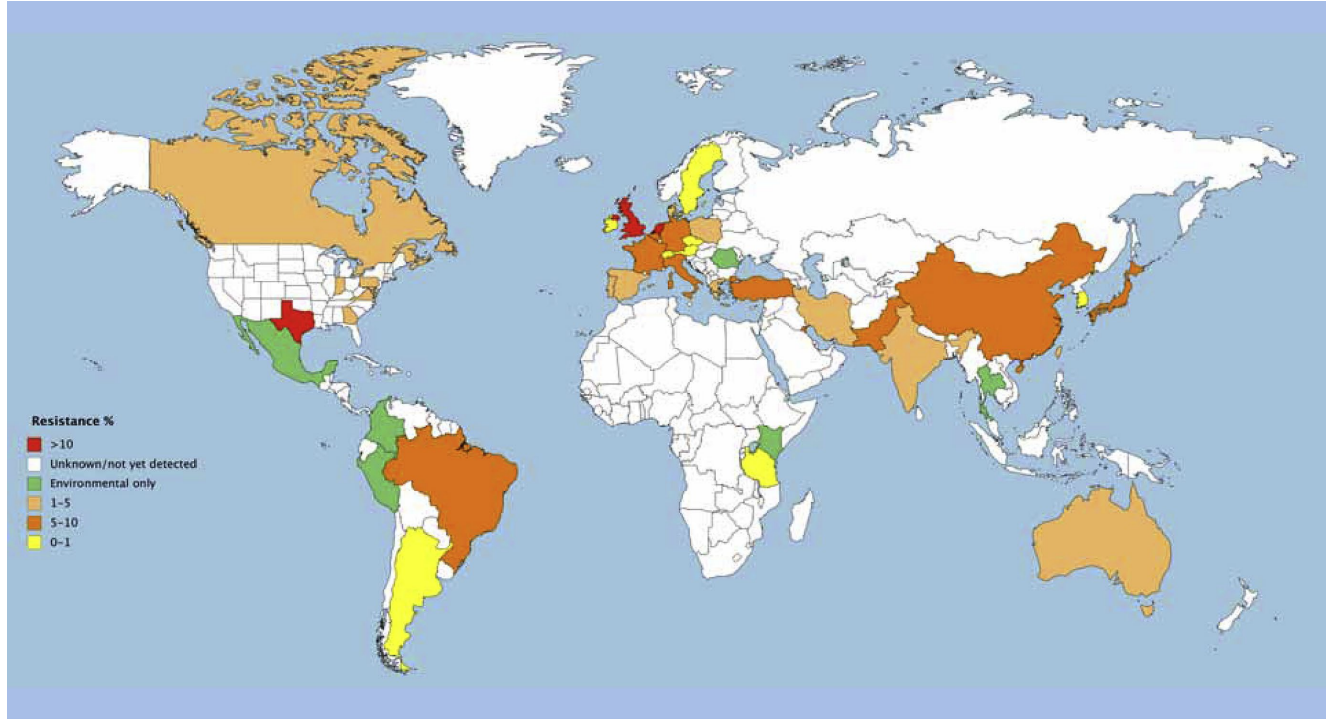 Resistance %
>10
Unknown/not yet detected
Environmental only
1-5
5-10
0-1